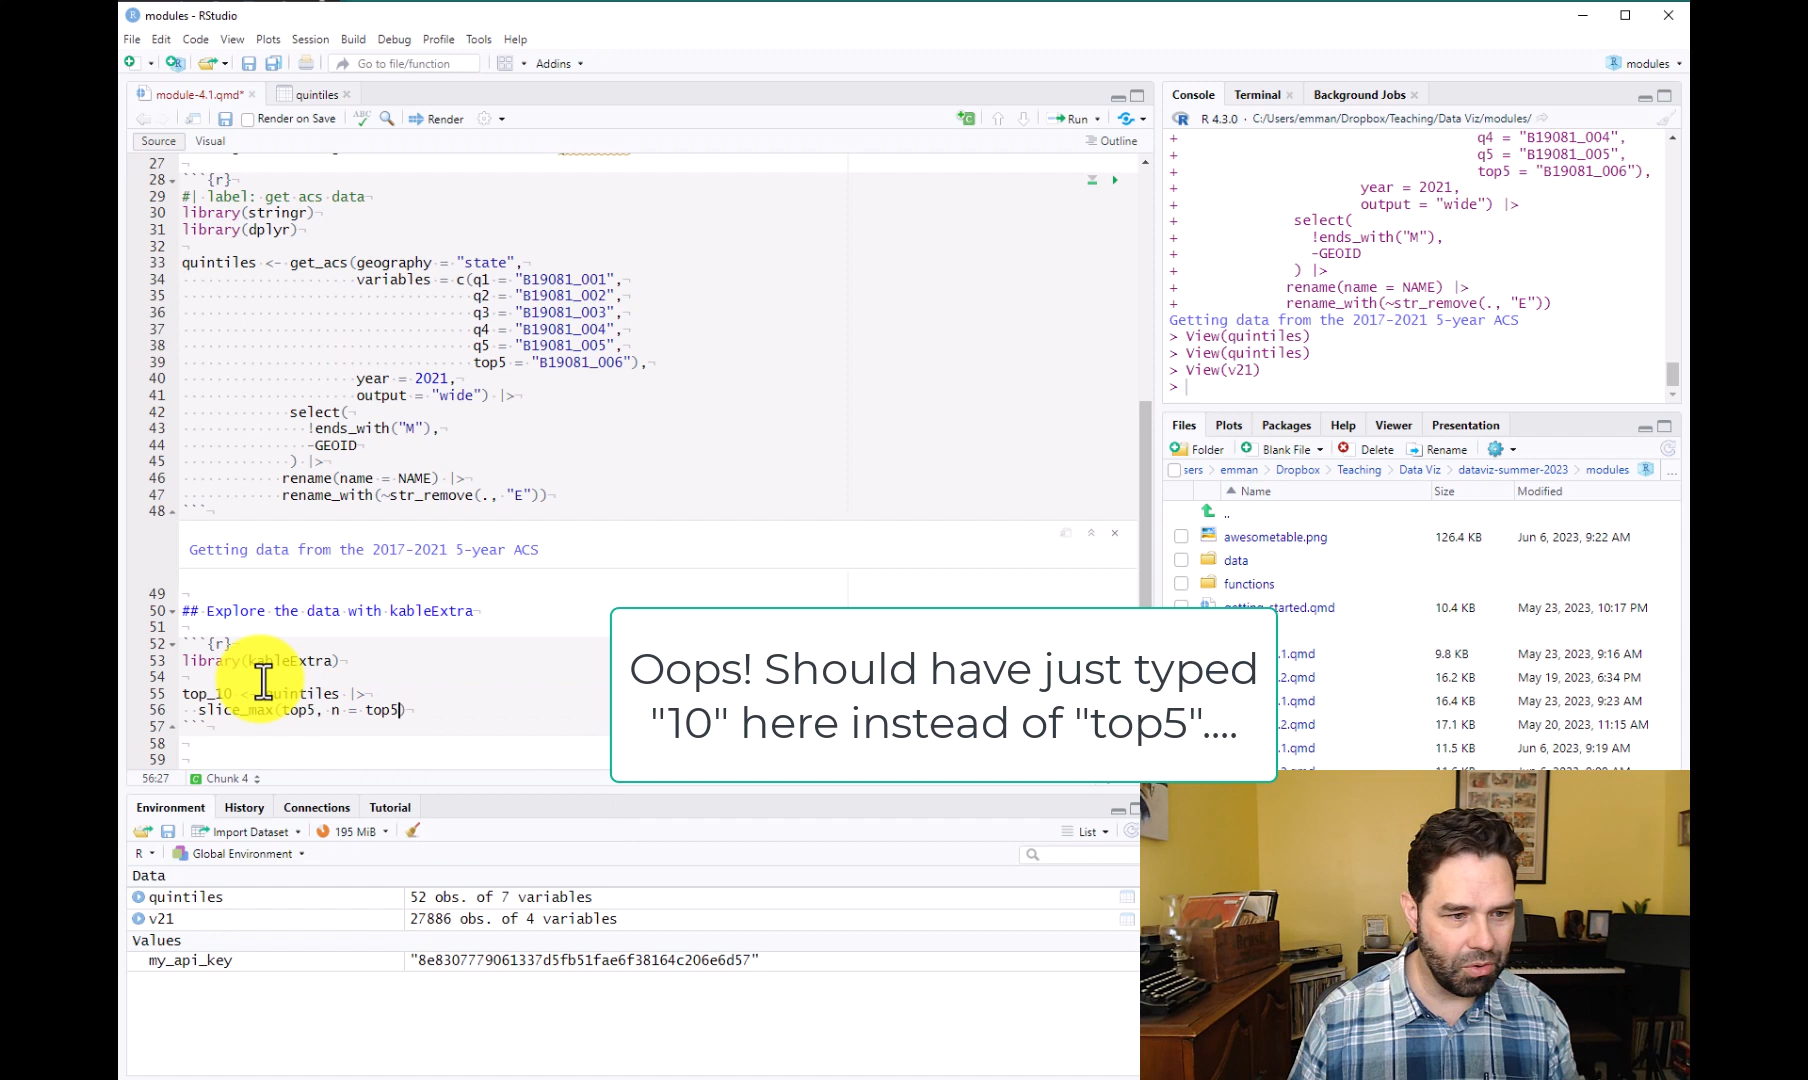 modules - RStudio
File Edit Code View Plots Session Build Debug Profile Tools Help
Go to file/function Addins modules
module-4.1.qmd* quintiles
Render on Save ABC Render Run
Source Visual Outline
27
28 ```{r}
29 #| label: get acs data
30 library(stringr)
31 library(dplyr)
32
33 quintiles <- get_acs(geography = "state",
34 variables = c(q1 = "B19081_001",
35 q2 = "B19081_002",
36 q3 = "B19081_003",
37 q4 = "B19081_004",
38 q5 = "B19081_005",
39 top5 = "B19081_006"),
40 year = 2021,
41 output = "wide") |>
42 select(
43 !ends_with("M"),
44 -GEOID
45 ) |>
46 rename(name = NAME) |>
47 rename_with(~str_remove(., "E"))
48 ```
Getting data from the 2017-2021 5-year ACS
49
50 ## Explore the data with kableExtra
51
52 ```{r}
53 library(kableExtra)
54
55 top_10 <- quintiles |>
56 slice_max(top5, n = top5)
57 ```
58
59
56:27 Chunk 4
Oops! Should have just typed
"10" here instead of "top5"....
Console Terminal Background Jobs
R 4.3.0 · C:/Users/emman/Dropbox/Teaching/Data Viz/modules/
+ q4 = "B19081_004",
+ q5 = "B19081_005",
+ top5 = "B19081_006"),
+ year = 2021,
+ output = "wide") |>
+ select(
+ !ends_with("M"),
+ -GEOID
+ ) |>
+ rename(name = NAME) |>
+ rename_with(~str_remove(., "E"))
Getting data from the 2017-2021 5-year ACS
> View(quintiles)
> View(quintiles)
> View(v21)
>
Files Plots Packages Help Viewer Presentation
Folder Blank File Delete Rename
sers > emman > Dropbox > Teaching > Data Viz > dataviz-summer-2023 > modules ...
Name Size Modified
..
awesometable.png 126.4 KB Jun 6, 2023, 9:22 AM
data
functions
getting-started.qmd 10.4 KB May 23, 2023, 10:17 PM
.1.qmd 9.8 KB May 23, 2023, 9:16 AM
.2.qmd 16.2 KB May 19, 2023, 6:34 PM
.1.qmd 16.4 KB May 23, 2023, 9:23 AM
.2.qmd 17.1 KB May 20, 2023, 11:15 AM
.1.qmd 11.5 KB Jun 6, 2023, 9:19 AM
Environment History Connections Tutorial
Import Dataset 195 MiB List
R Global Environment
Data
quintiles 52 obs. of 7 variables
v21 27886 obs. of 4 variables
Values
my_api_key "8e8307779061337d5fb51fae6f38164c206e6d57"